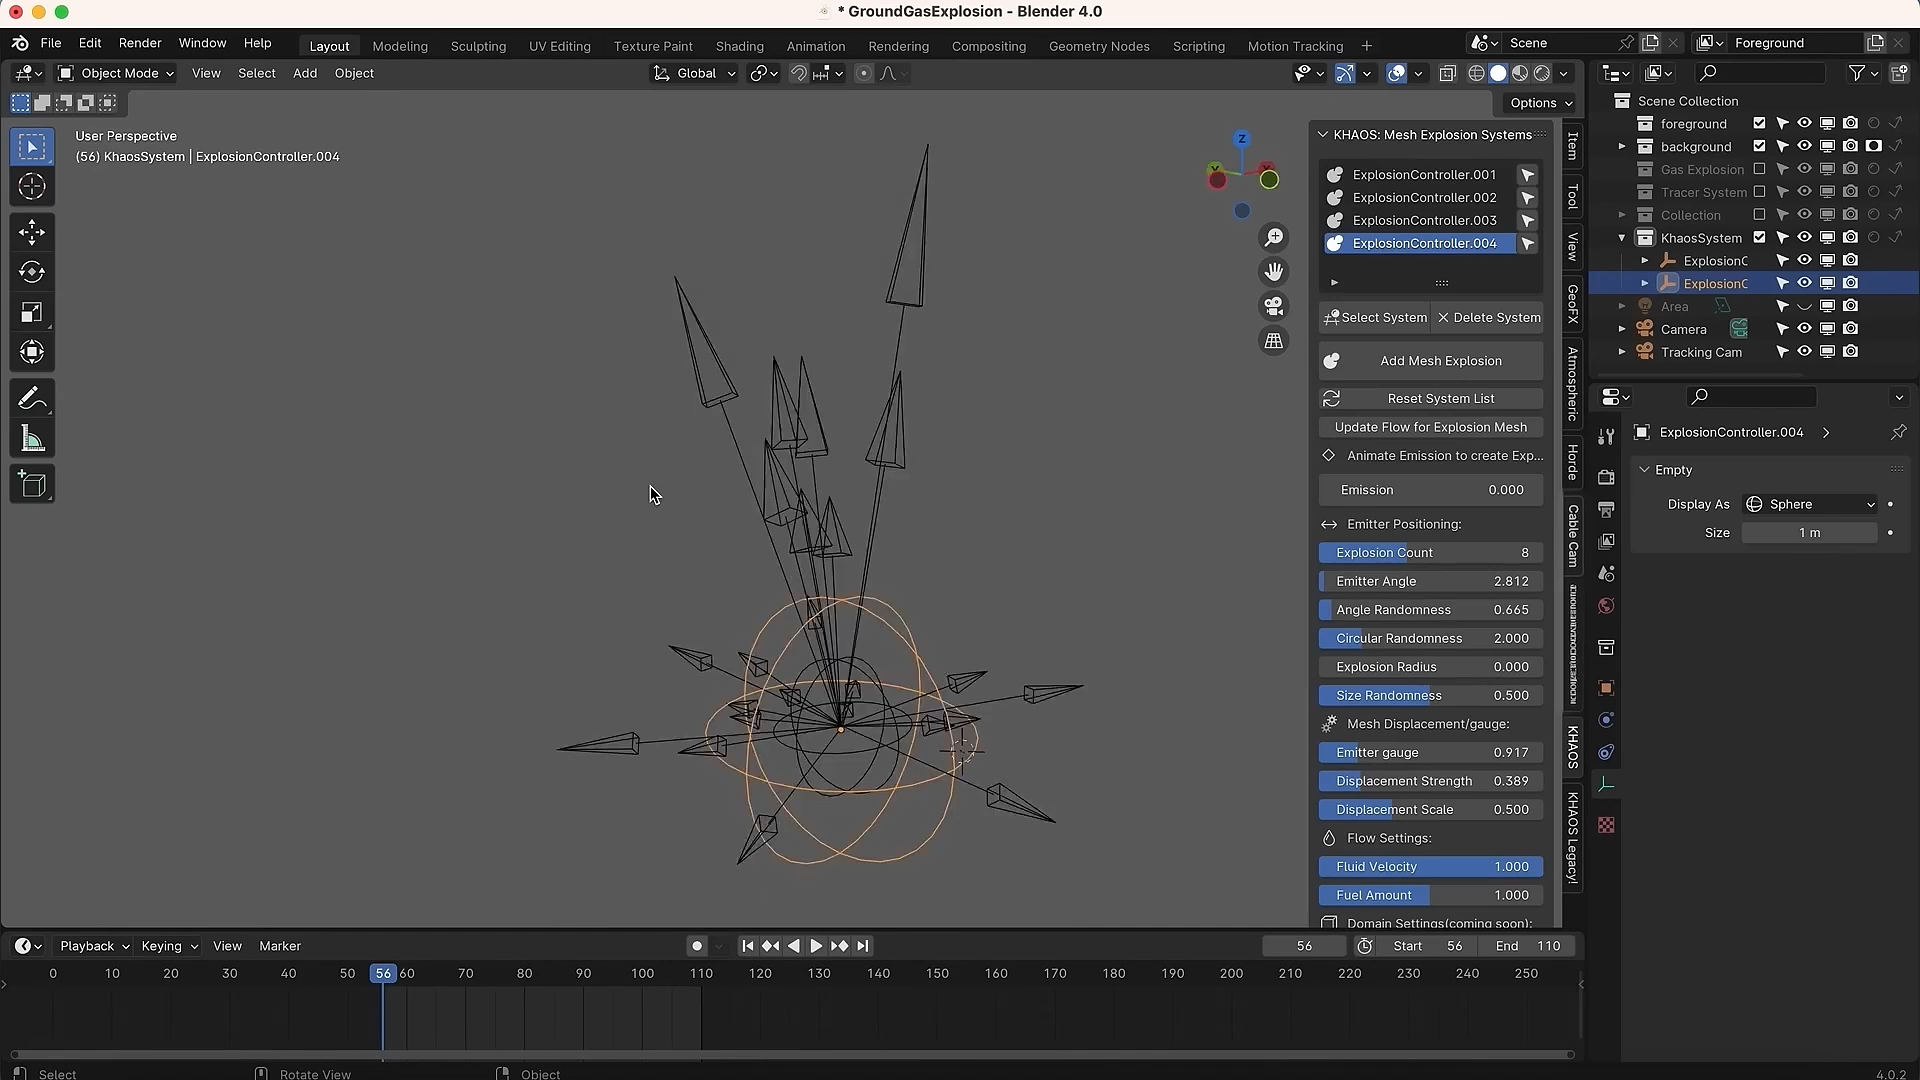 * GroundGasExplosion - Blender 4.0
File Edit Render Window Help Layout Modeling Sculpting UV Editing Texture Paint Shading Animation Rendering Compositing Geometry Nodes Scripting Motion Tracking + Scene Foreground
Object Mode View Select Add Object Global
Options
User Perspective
(56) KhaosSystem | ExplosionController.004
Z
KHAOS: Mesh Explosion Systems
ExplosionController.001
ExplosionController.002
ExplosionController.003
ExplosionController.004
Select System Delete System
Add Mesh Explosion
Reset System List
Update Flow for Explosion Mesh
Animate Emission to create Exp...
Emission 0.000
Emitter Positioning:
Explosion Count 8
Emitter Angle 2.812
Angle Randomness 0.665
Circular Randomness 2.000
Explosion Radius 0.000
Size Randomness 0.500
Mesh Displacement/gauge:
Emitter gauge 0.917
Displacement Strength 0.389
Displacement Scale 0.500
Flow Settings:
Fluid Velocity 1.000
Fuel Amount 1.000
Domain Settings(coming soon):
Item
Tool
View
GeoFX
Atmospheric
Horde
Cable Cam
KHAOS
KHAOS Legacy!
Scene Collection
foreground
background
Gas Explosion
Tracer System
Collection
KhaosSystem
ExplosionC
ExplosionC
Area
Camera
Tracking Cam
ExplosionController.004
Empty
Display As Sphere
Size 1 m
Playback Keying View Marker 56 Start 56 End 110
0 10 20 30 40 50 56 60 70 80 90 100 110 120 130 140 150 160 170 180 190 200 210 220 230 240 250
Select Rotate View Object 4.0.2